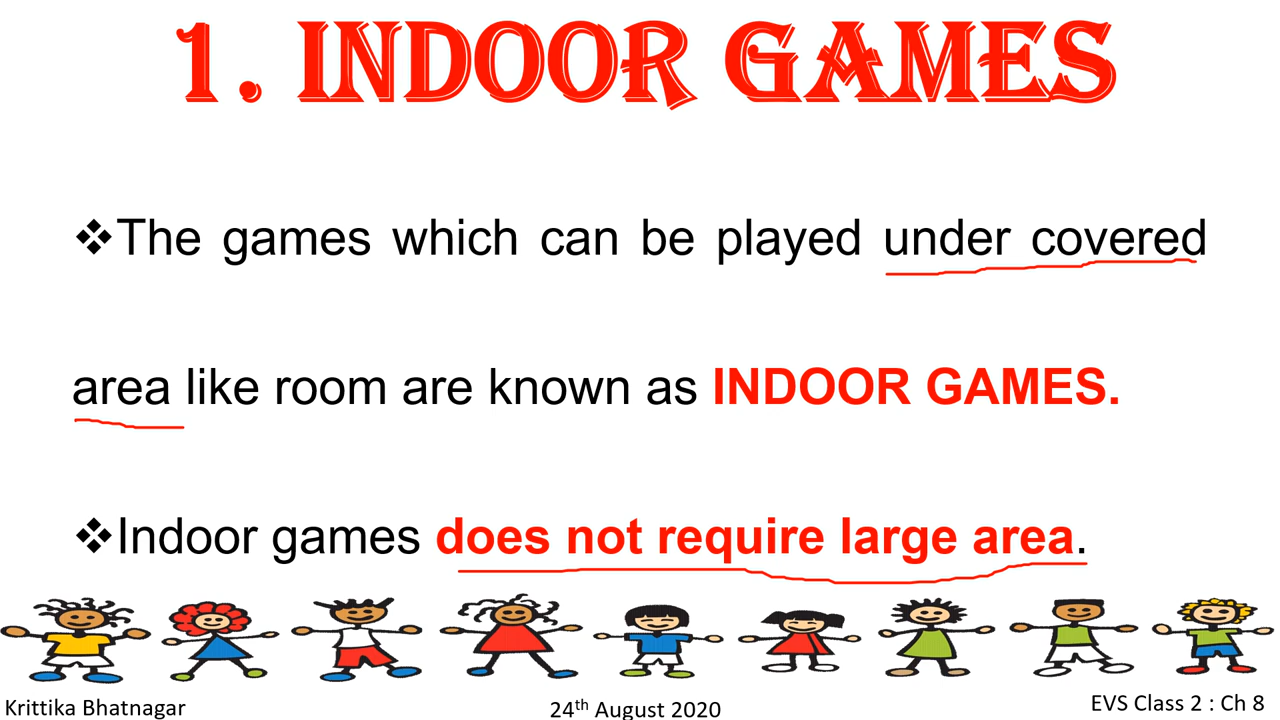 1. INDOOR GAMES
❖The games which can be played under covered
area like room are known as INDOOR GAMES.
❖Indoor games does not require large area.
Krittika Bhatnagar
24th August 2020
EVS Class 2 : Ch 8